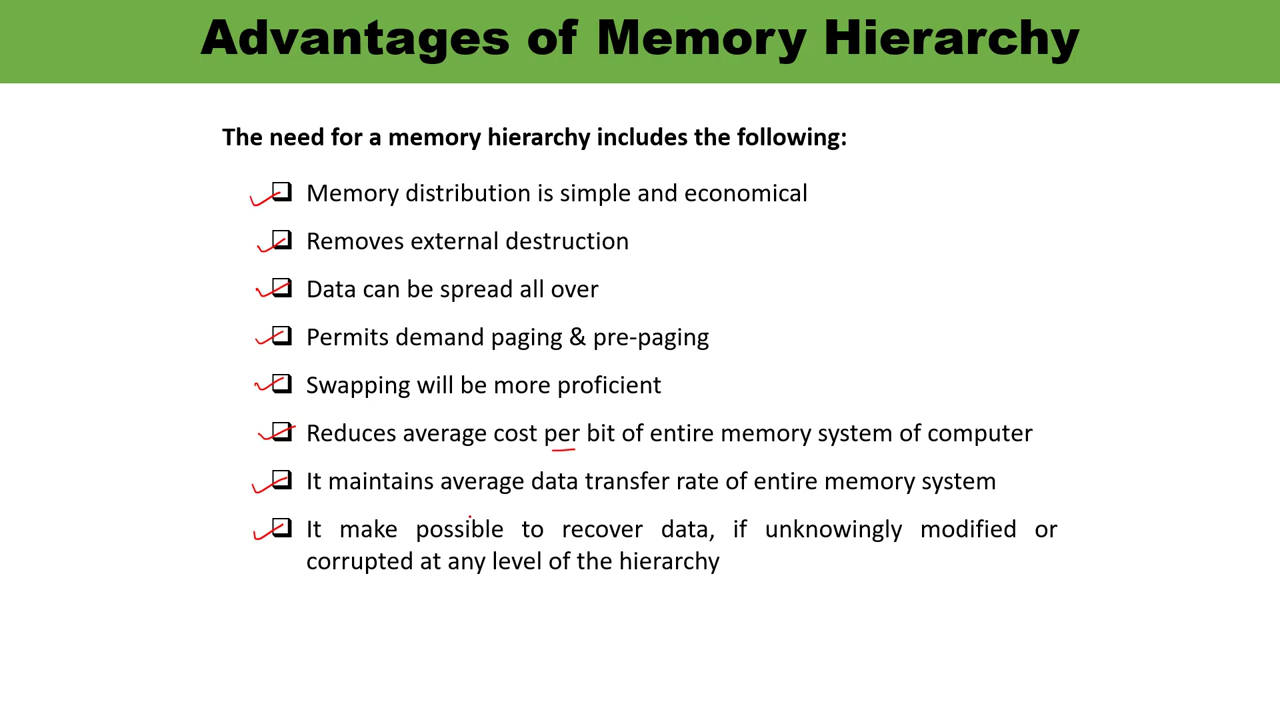 Advantages of Memory Hierarchy
The need for a memory hierarchy includes the following:
Memory distribution is simple and economical
Removes external destruction
Data can be spread all over
Permits demand paging & pre-paging
Swapping will be more proficient
Reduces average cost per bit of entire memory system of computer
It maintains average data transfer rate of entire memory system
It make possible to recover data, if unknowingly modified or
corrupted at any level of the hierarchy